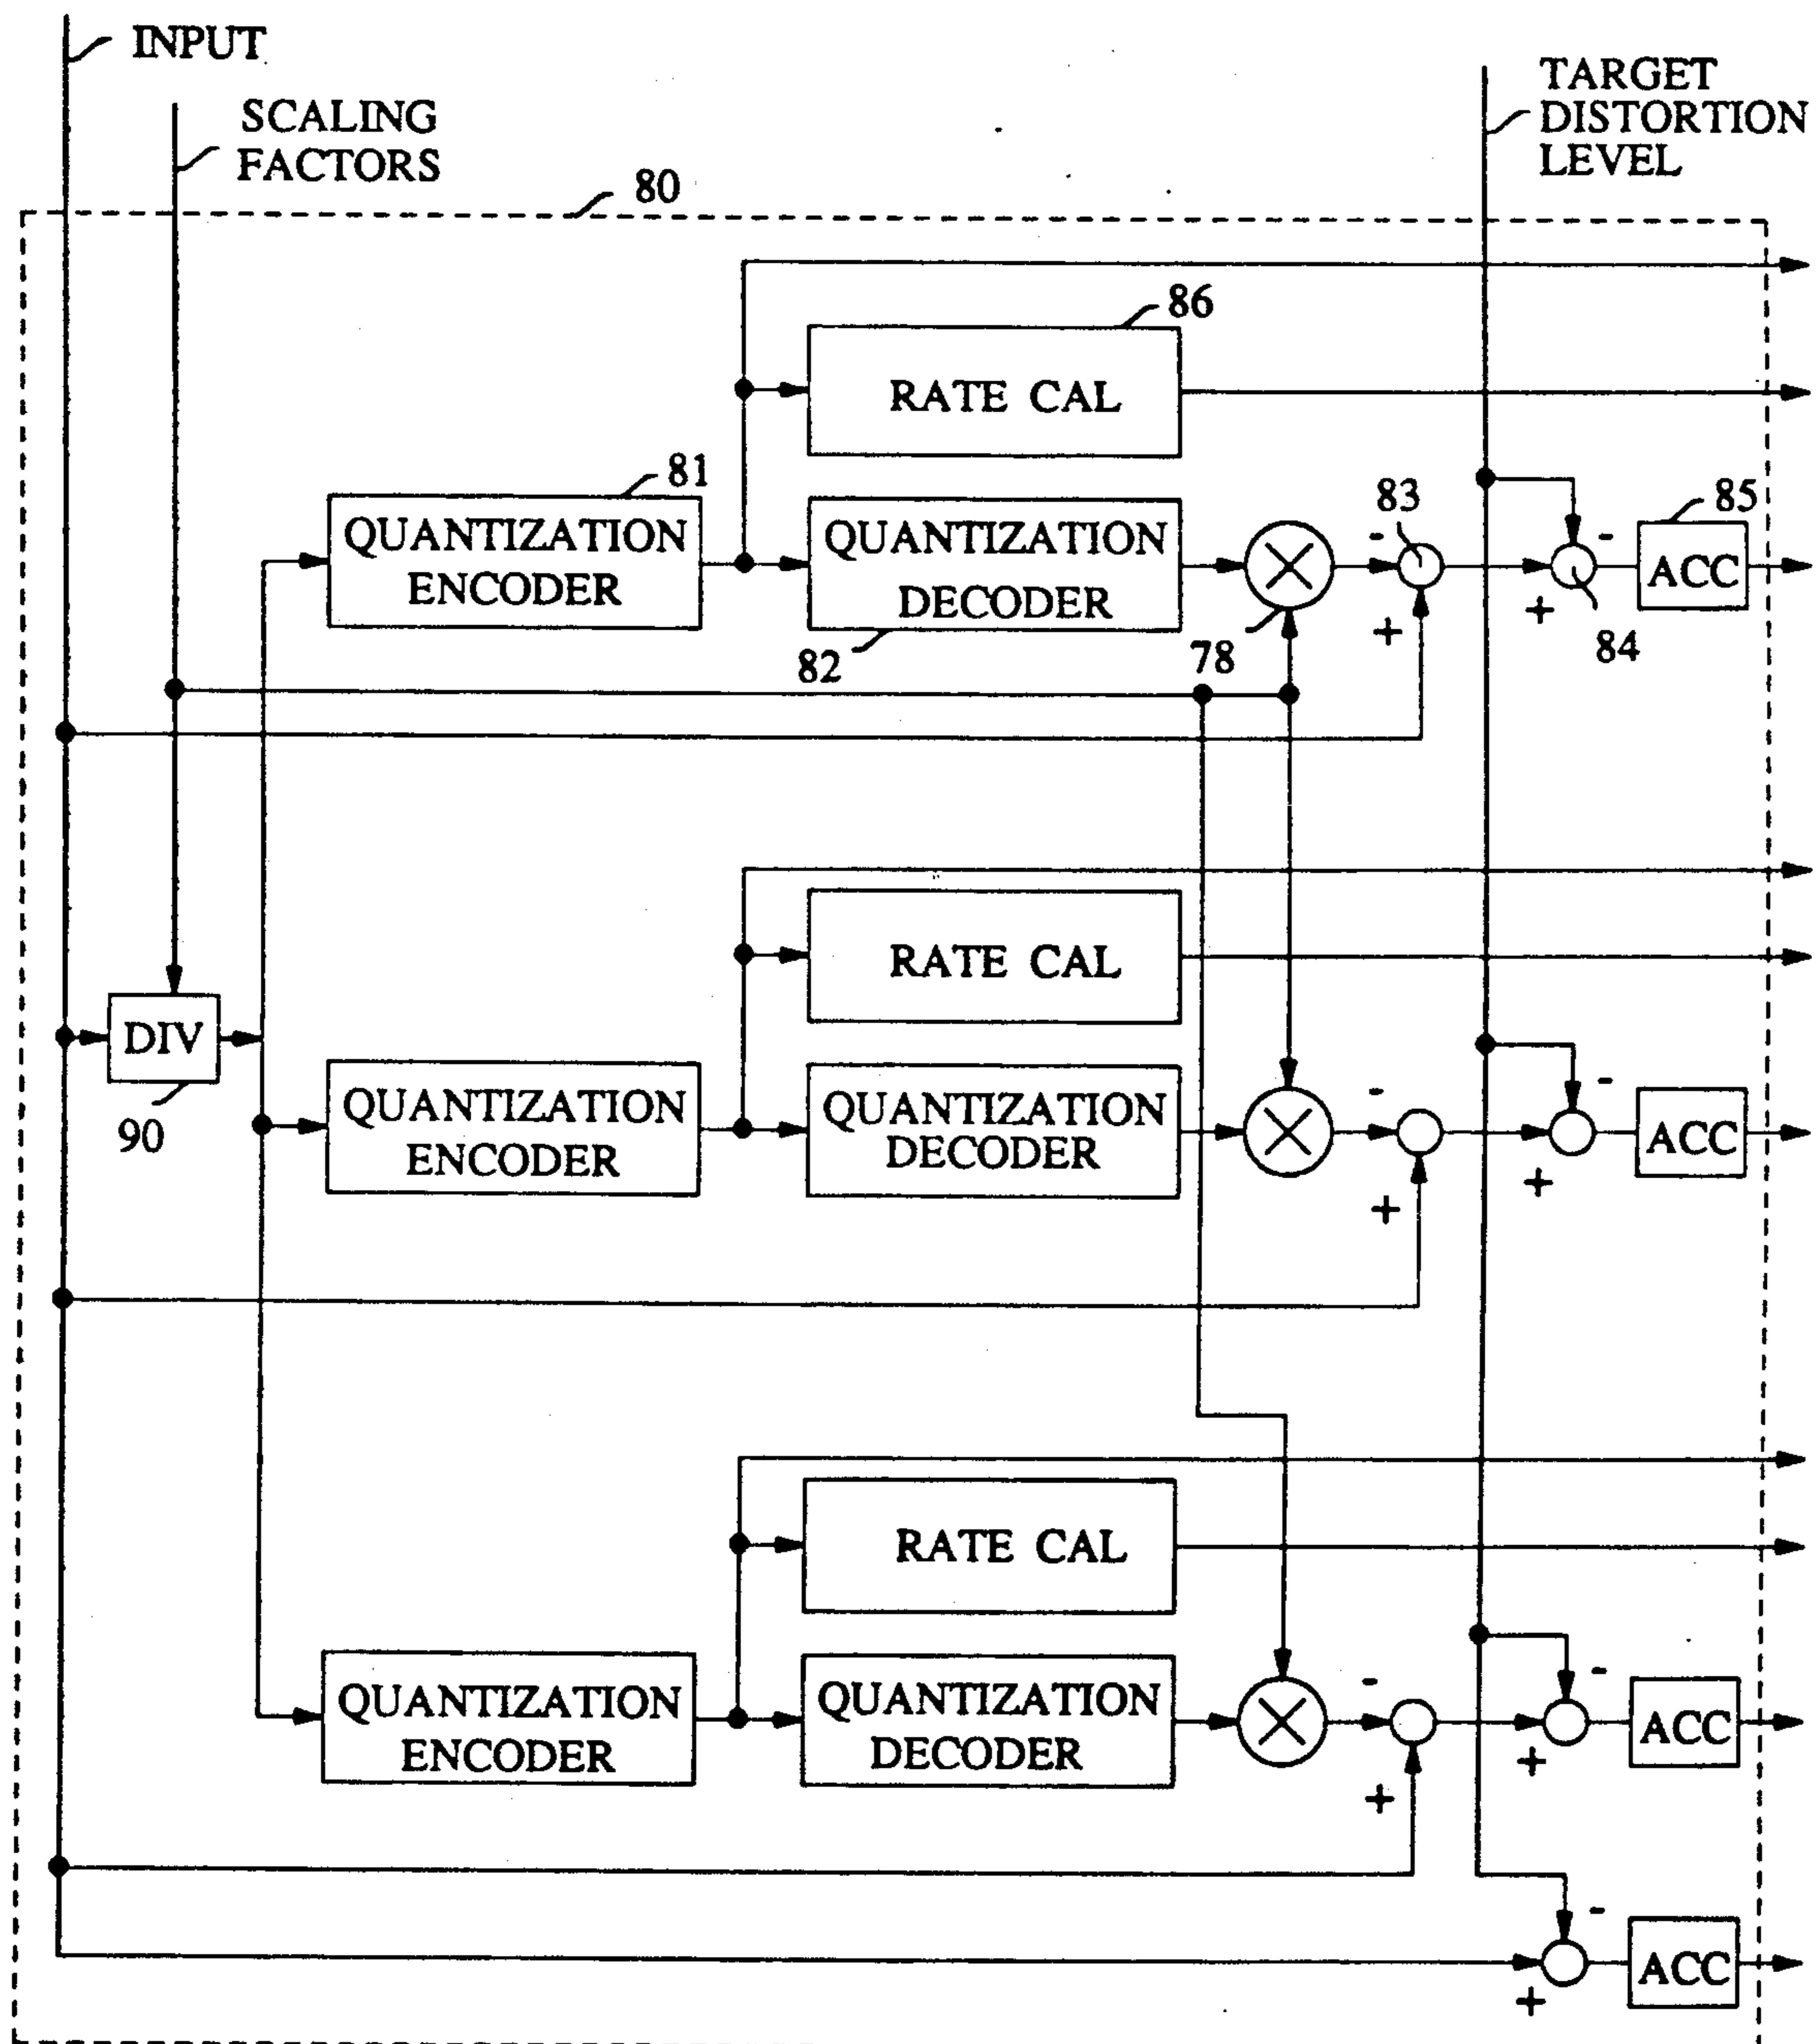 INPUT
SCALING
FACTORS
TARGET
DISTORTION
LEVEL
80
86
RATE CAL
81
QUANTIZATION
ENCODER
QUANTIZATION
DECODER
82
78
-
83
+
-
+
84
85
ACC
RATE CAL
DIV
90
QUANTIZATION
ENCODER
QUANTIZATION
DECODER
-
+
-
+
ACC
RATE CAL
QUANTIZATION
ENCODER
QUANTIZATION
DECODER
-
+
-
+
ACC
-
+
ACC